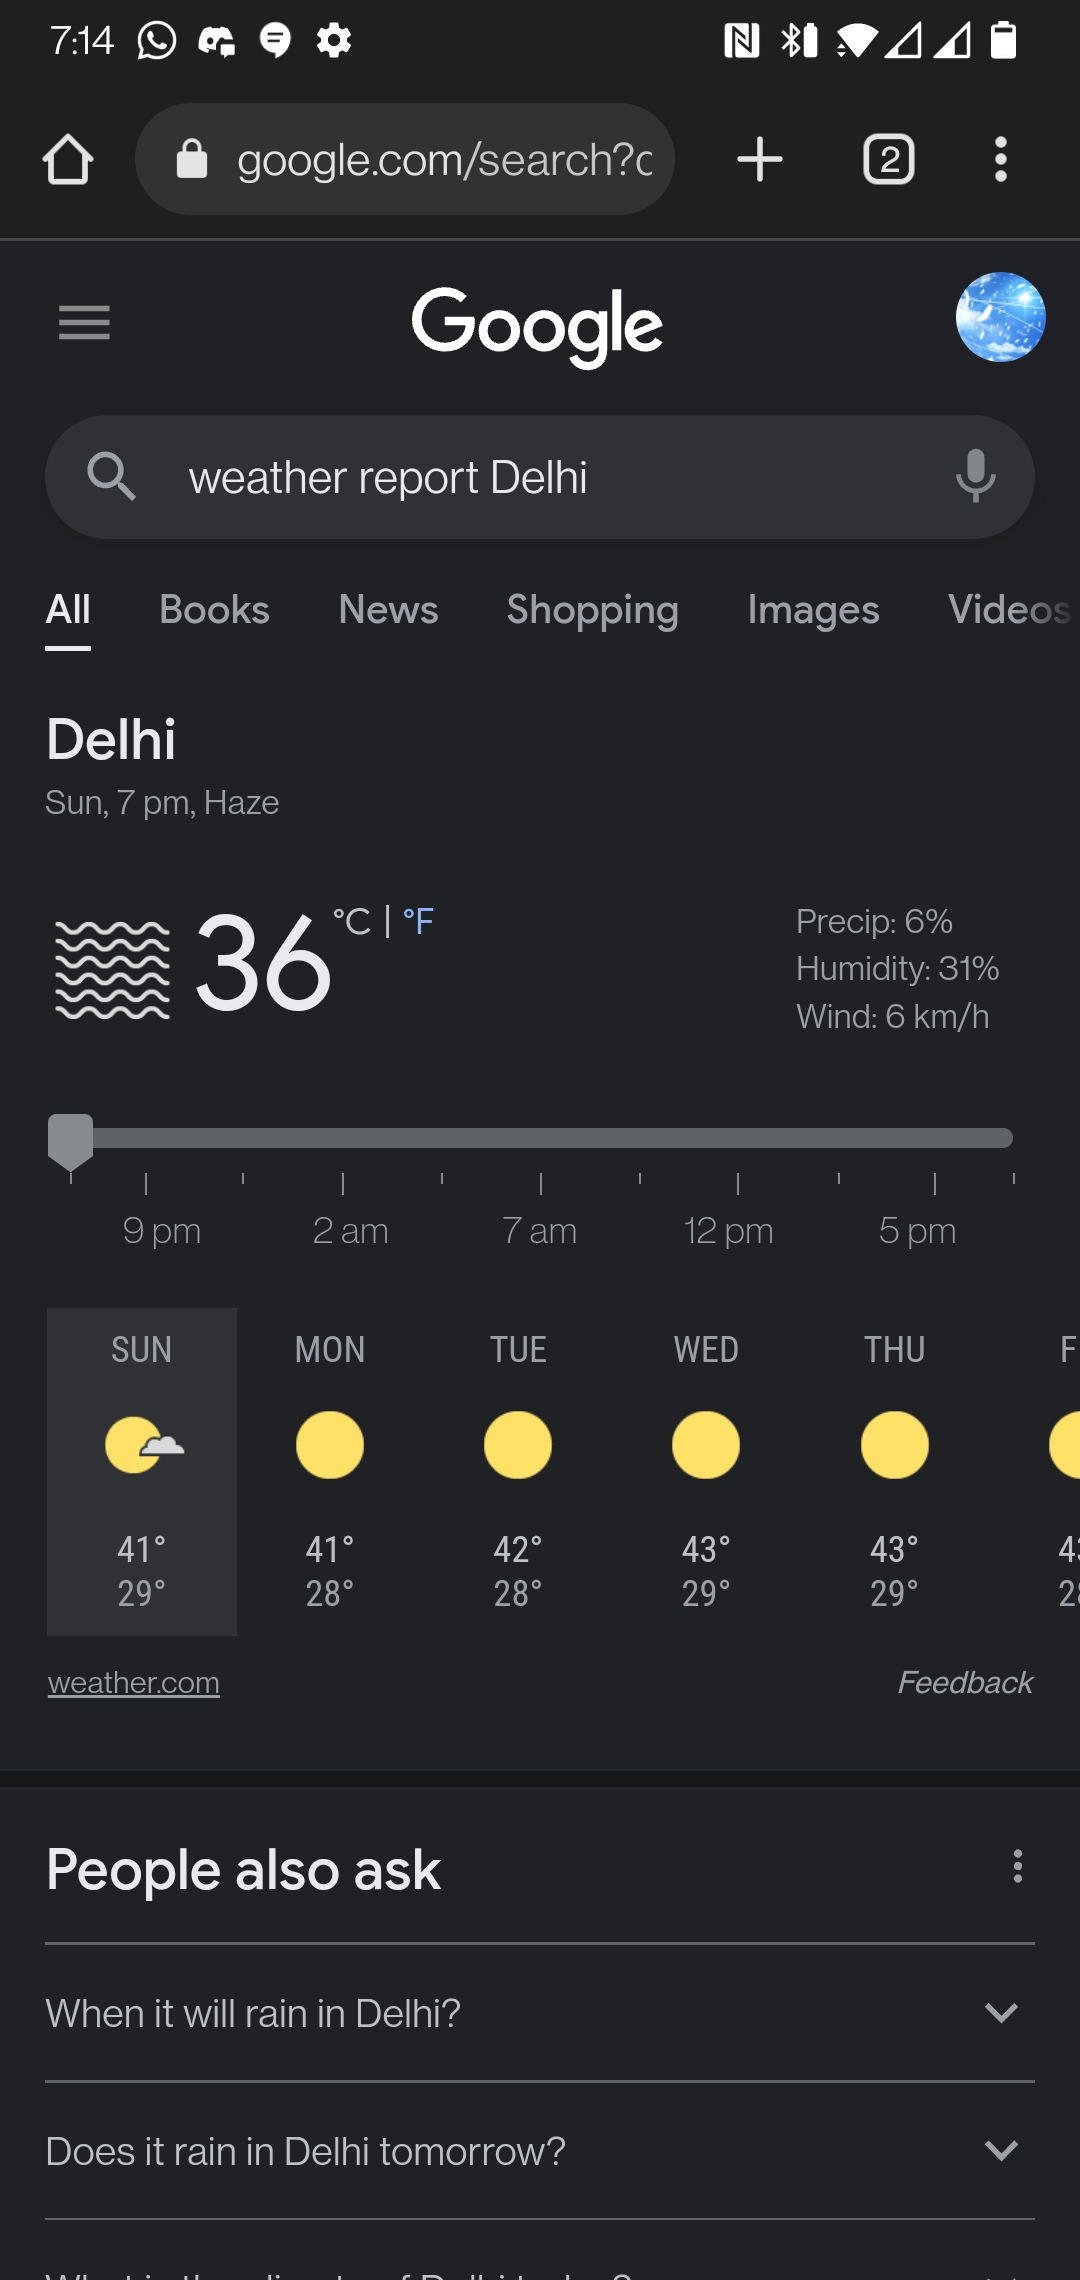 7:14
google.com/search?c
2
Google
weather report Delhi
All Books News Shopping Images Videos
Delhi
Sun, 7 pm, Haze
36 °C | °F
Precip: 6%
Humidity: 31%
Wind: 6 km/h
9 pm 2 am 7 am 12 pm 5 pm
SUN MON TUE WED THU F
41° 41° 42° 43° 43°
29° 28° 28° 29° 29°
weather.com Feedback
People also ask
When it will rain in Delhi?
Does it rain in Delhi tomorrow?